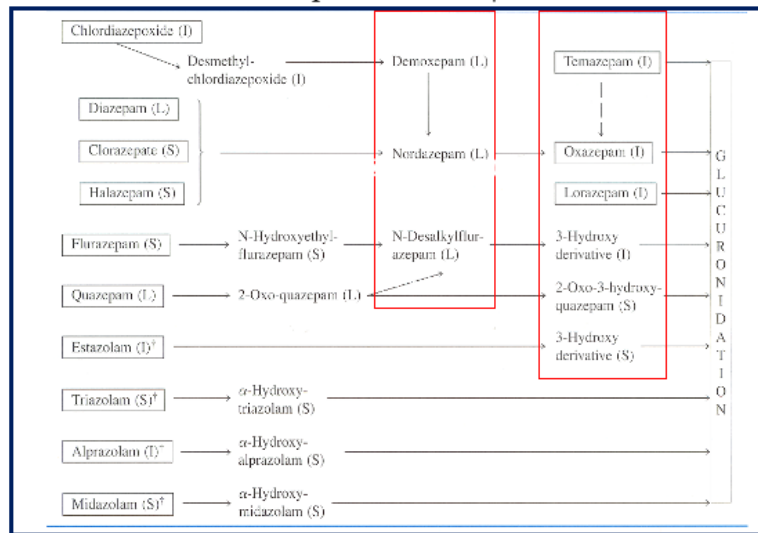 Chlordiazepoxide (I)
Desmethyl-
chlordiazepoxide (I)
Demoxepam (L)
Temazepam (I)
Diazepam (L)
Clorazepate (S)
Nordazepam (L)
Oxazepam (I)
Halazepam (S)
Lorazepam (I)
Flurazepam (S)
N-Hydroxyethyl-
flurazepam (S)
N-Desalkylflur-
azepam (L)
3-Hydroxy
derivative (I)
Quazepam (L)
2-Oxo-quazepam (L)
2-Oxo-3-hydroxy-
quazepam (S)
Estazolam (I)†
3-Hydroxy
derivative (S)
Triazolam (S)†
α-Hydroxy-
triazolam (S)
Alprazolam (I)
α-Hydroxy-
alprazolam (S)
Midazolam (S)†
α-Hydroxy-
midazolam (S)
G
L
U
C
U
R
O
N
I
D
A
T
I
O
N